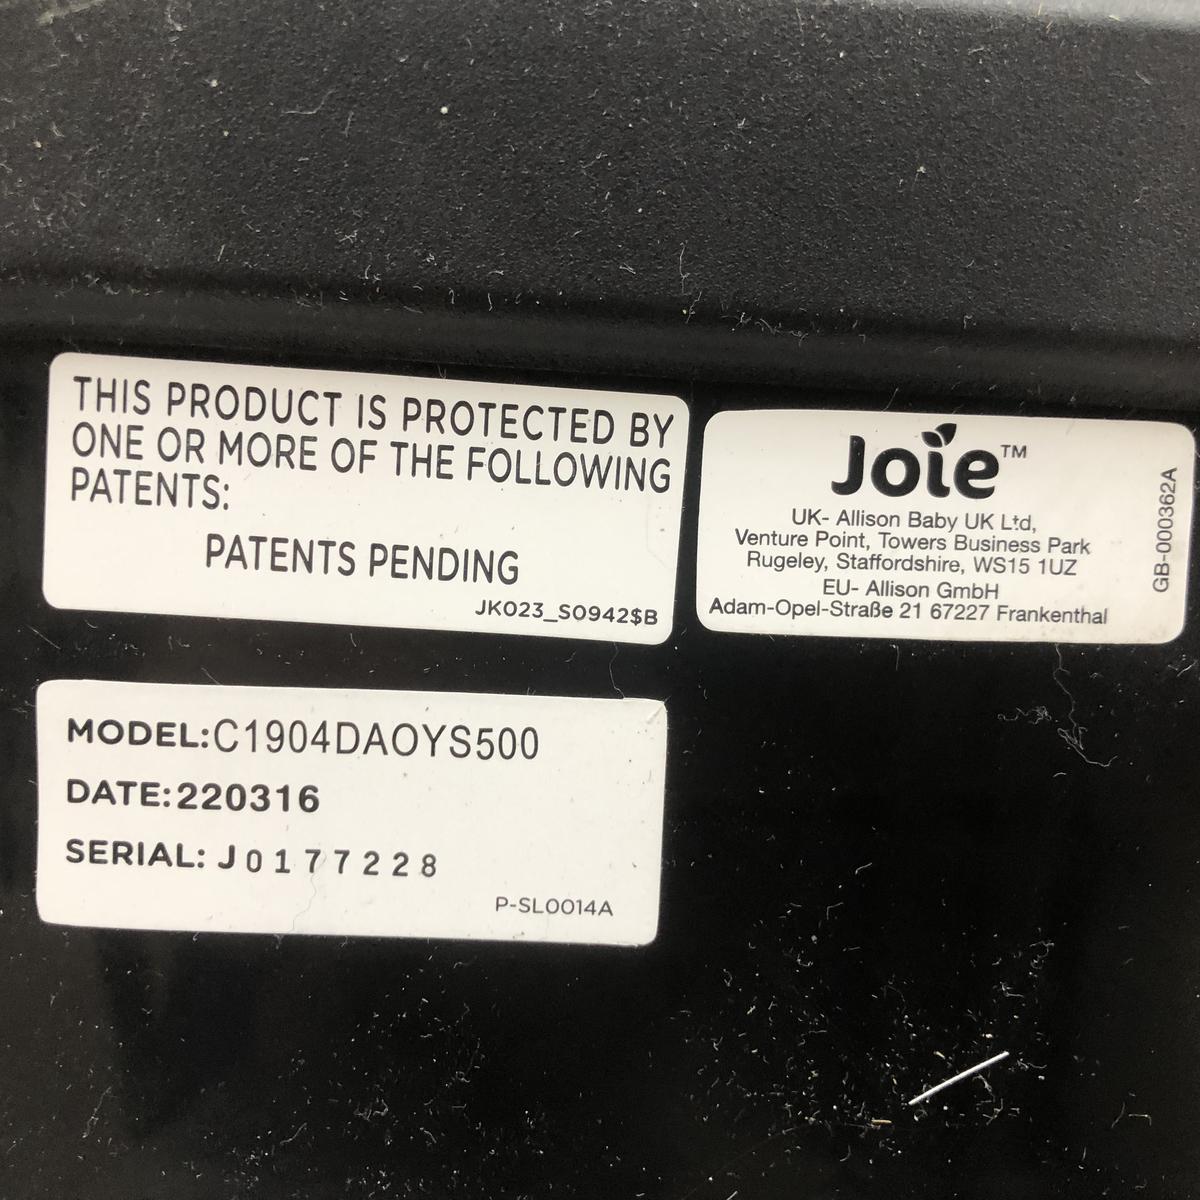 THIS PRODUCT IS PROTECTED BY
ONE OR MORE OF THE FOLLOWING
PATENTS:
PATENTS PENDING
JK023_S0942$B
Joie™
UK- Allison Baby UK Ltd,
Venture Point, Towers Business Park
Rugeley, Staffordshire, WS15 1UZ
EU- Allison GmbH
Adam-Opel-Straße 21 67227 Frankenthal
GB-000362A
MODEL:C1904DAOYS500
DATE:220316
SERIAL: J0177228
P-SL0014A